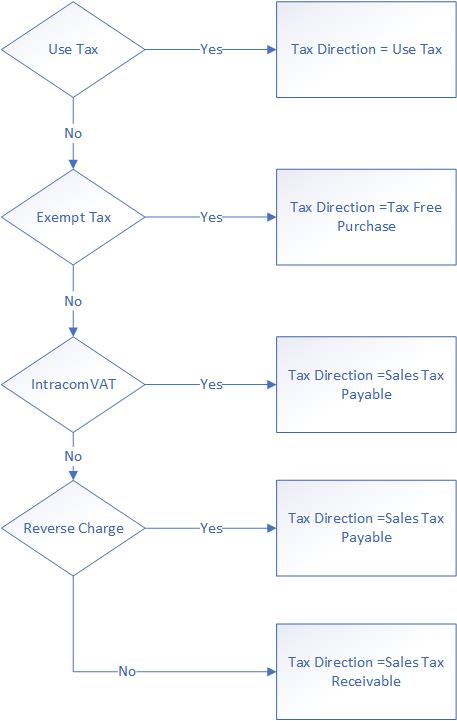 Use Tax
Yes
Tax Direction = Use Tax
No
Exempt Tax
Yes
Tax Direction =Tax Free
Purchase
No
IntracomVAT
Yes
Tax Direction =Sales Tax
Payable
No
Reverse Charge
Yes
Tax Direction =Sales Tax
Payable
No
Tax Direction =Sales Tax
Receivable